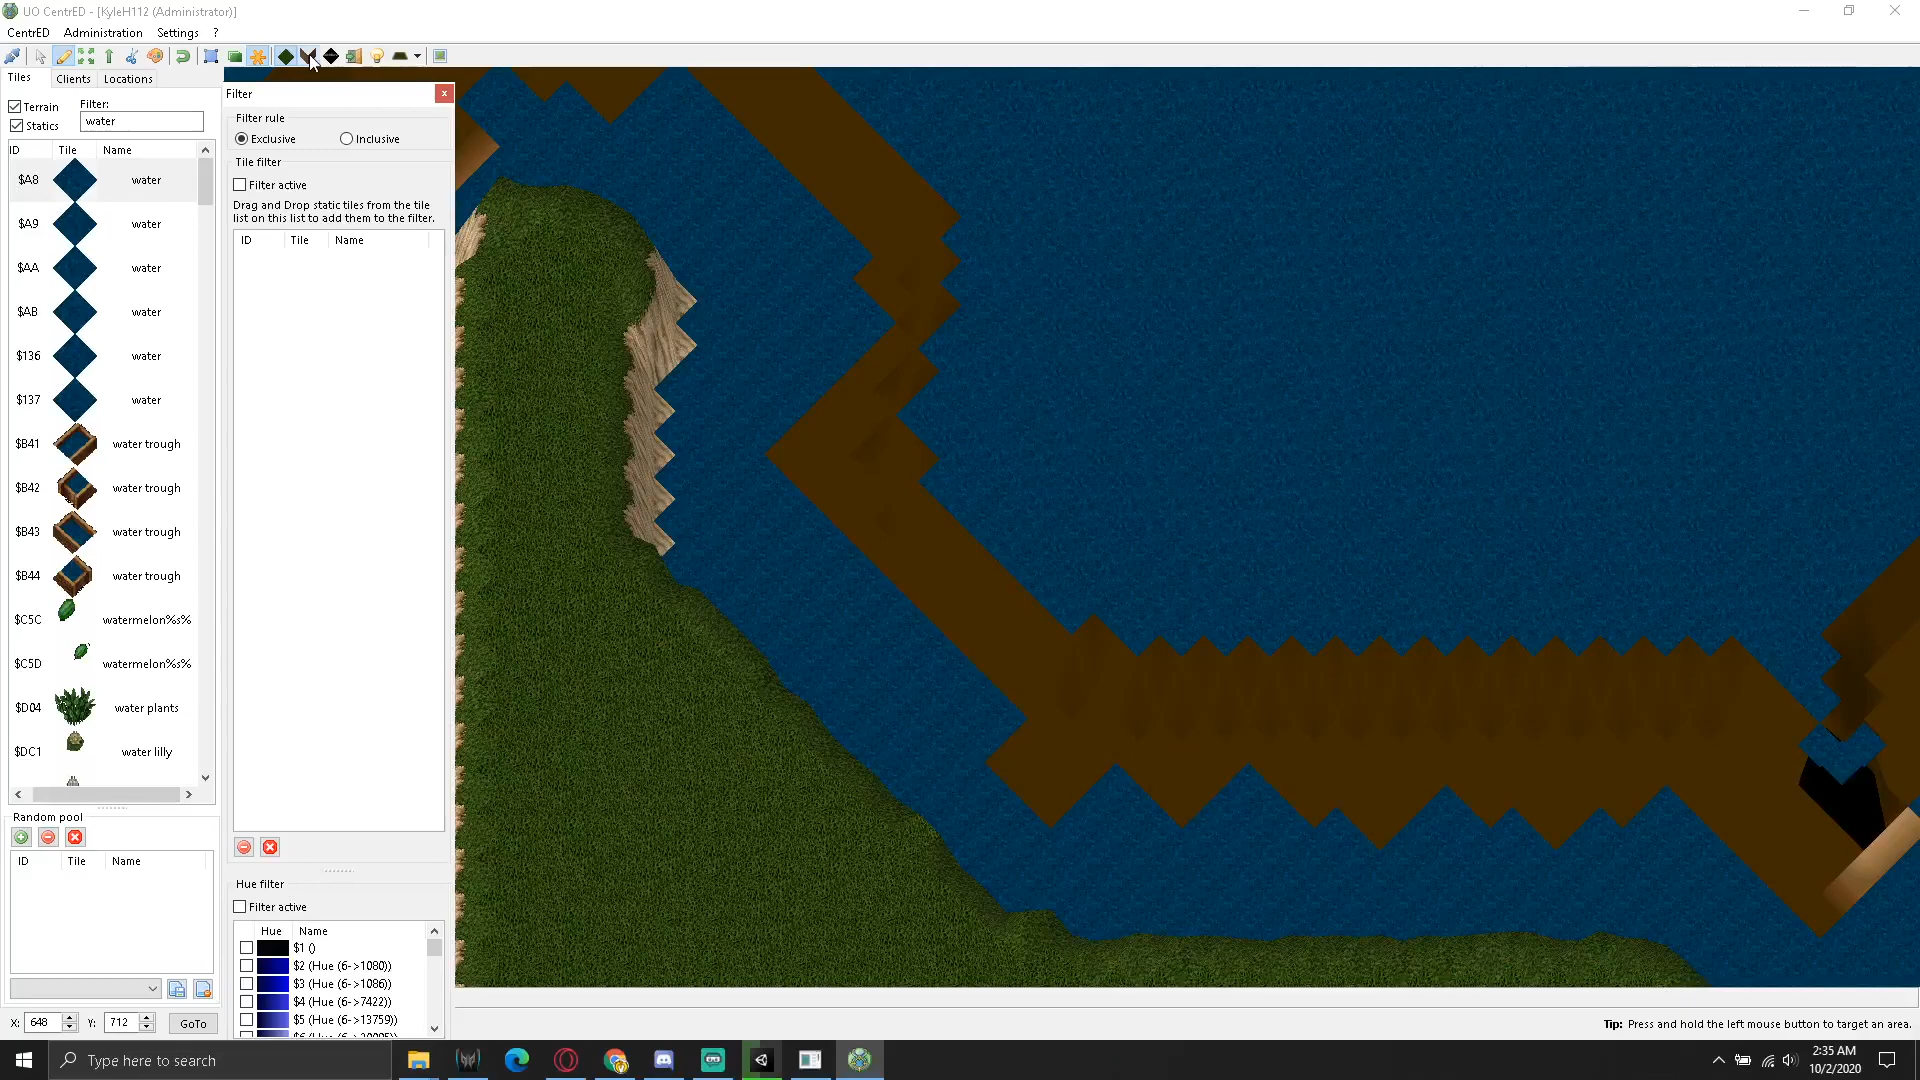 UO CentrED - [KyleH112 (Administrator)]
CentrED Administration Settings ?
Tiles Clients Locations
Terrain
Statics
Filter:
water
ID Tile Name
$A8 water
$A9 water
$AA water
$AB water
$136 water
$137 water
$B41 water trough
$B42 water trough
$B43 water trough
$B44 water trough
$C5C watermelon%s%
$C5D watermelon%s%
$D04 water plants
$DC1 water lilly
Random pool
ID Tile Name
X: 648 Y: 712 GoTo
Filter
Filter rule
Exclusive Inclusive
Tile filter
Filter active
Drag and Drop static tiles from the tile
list on this list to add them to the filter.
ID Tile Name
Hue filter
Filter active
Hue Name
$1 ()
$2 (Hue (6->1080))
$3 (Hue (6->1086))
$4 (Hue (6->7422))
$5 (Hue (6->13759))
Tip: Press and hold the left mouse button to target an area.
Type here to search
2:35 AM
10/2/2020